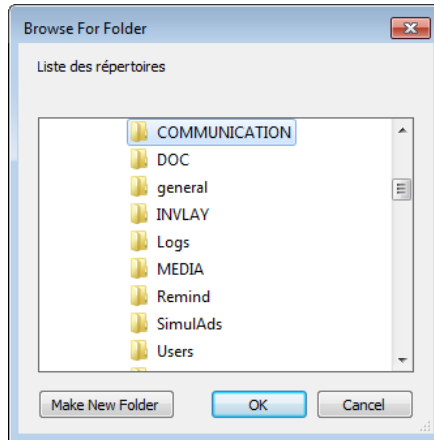 Browse For Folder
Liste des répertoires
COMMUNICATION
DOC
general
INVLAY
Logs
MEDIA
Remind
SimulAds
Users
Make New Folder
OK
Cancel